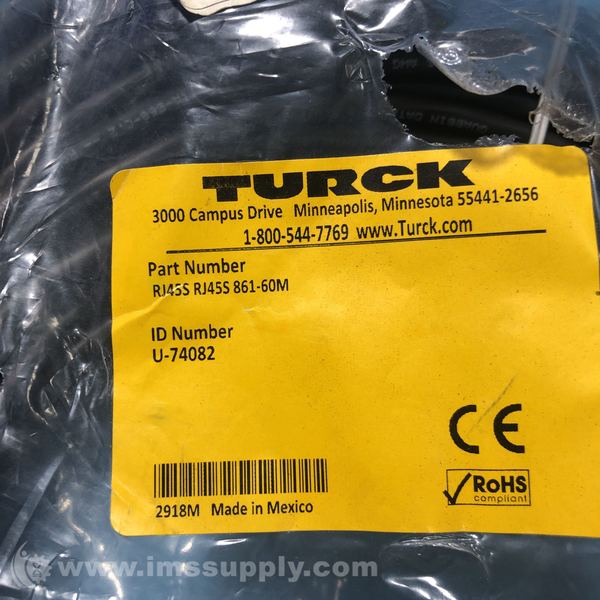 TURCK
3000 Campus Drive Minneapolis, Minnesota 55441-2656
1-800-544-7769 www.Turck.com
Part Number
RJ45S RJ45S 861-60M
ID Number
U-74082
CE
RoHS
compliant
2918M Made in Mexico
www.imssupply.com